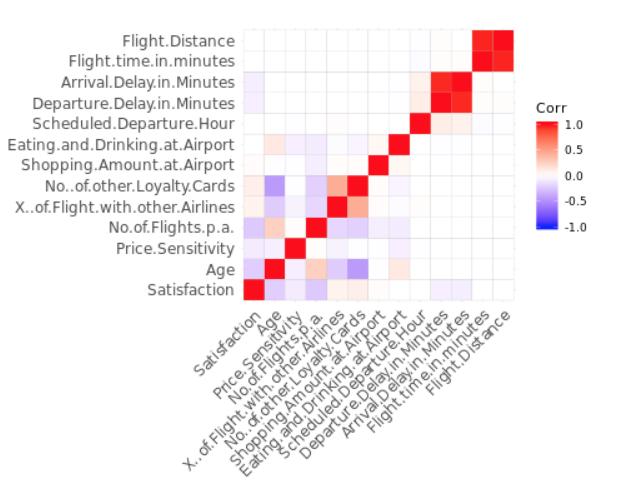 Flight.Distance
Flight.time.in.minutes
Arrival.Delay.in.Minutes
Departure.Delay.in.Minutes
Scheduled.Departure.Hour
Eating.and.Drinking.at.Airport
Shopping.Amount.at.Airport
No..of.other.Loyalty.Cards
X..of.Flight.with.other.Airlines
No.of.Flights.p.a.
Price.Sensitivity
Age
Satisfaction
Corr
1.0
0.5
0.0
-0.5
-1.0
Satisfaction
Age
Price.Sensitivity
No.of.Flights.p.a.
X..of.Flight.with.other.Airlines
No..of.other.Loyalty.Cards
Shopping.Amount.at.Airport
Eating.and.Drinking.at.Airport
Scheduled.Departure.Hour
Departure.Delay.in.Minutes
Arrival.Delay.in.Minutes
Flight.time.in.minutes
Flight.Distance